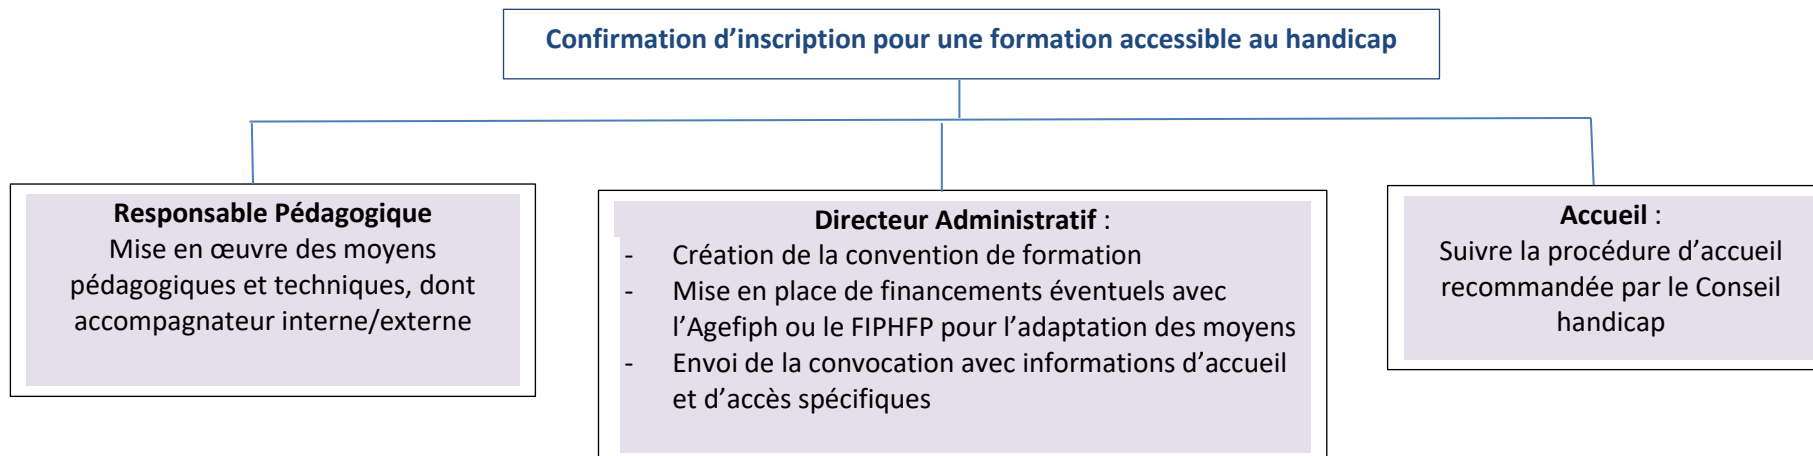 Confirmation d’inscription pour une formation accessible au handicap
Responsable Pédagogique
Mise en œuvre des moyens
pédagogiques et techniques, dont
accompagnateur interne/externe
Directeur Administratif :
- Création de la convention de formation
- Mise en place de financements éventuels avec
l’Agefiph ou le FIPHFP pour l’adaptation des moyens
- Envoi de la convocation avec informations d’accueil
et d’accès spécifiques
Accueil :
Suivre la procédure d’accueil
recommandée par le Conseil
handicap